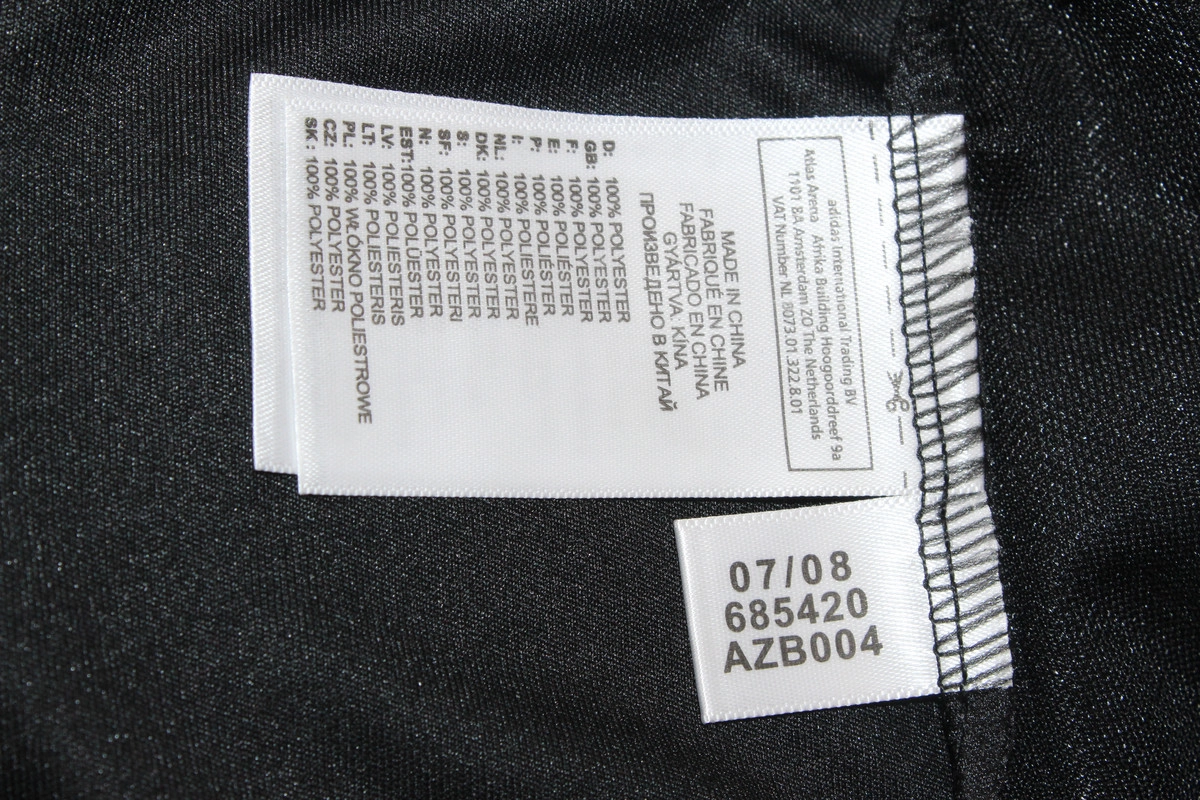 adidas International Trading BV
Atlas Arena - Afrika Building Hoogoorddreef 9a
1101 BA Amsterdam ZO The Netherlands
VAT Number NL 8073.01.322.B.01
MADE IN CHINA
FABRIQUÉ EN CHINE
FABRICADO EN CHINA
GYÁRTVA: KÍNA
ПРОИЗВЕДЕНО В КИТАЙ
D: 100% POLYESTER
GB: 100% POLYESTER
F: 100% POLYESTER
E: 100% POLIÉSTER
P: 100% POLIÉSTER
I: 100% POLIESTERE
NL: 100% POLYESTER
DK: 100% POLYESTER
S: 100% POLYESTER
SF: 100% POLYESTERI
N: 100% POLYESTER
EST: 100% POLÜESTER
LV: 100% POLIESTERIS
LT: 100% POLIESTERIS
PL: 100% WŁÓKNO POLIESTROWE
CZ: 100% POLYESTER
SK: 100% POLYESTER
07/08
685420
AZB004